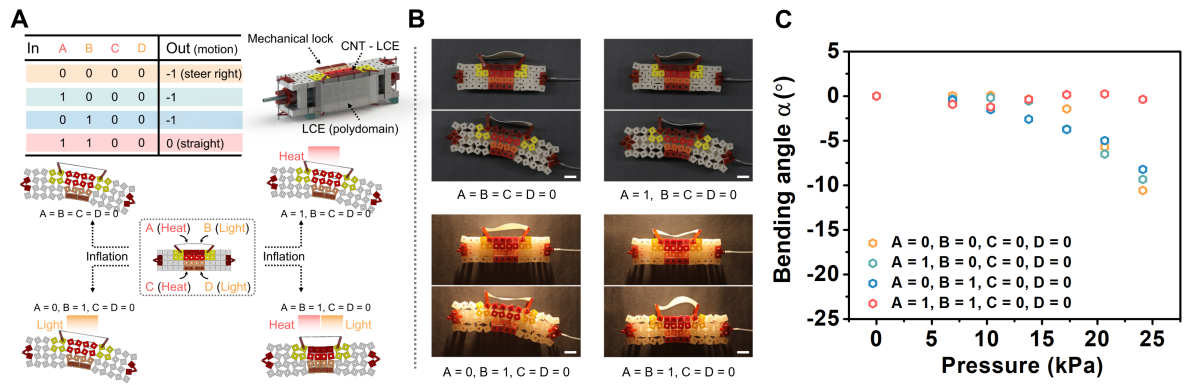 A
In A B C D Out (motion)
0 0 0 0 -1 (steer right)
1 0 0 0 -1
0 1 0 0 -1
1 1 0 0 0 (straight)
Mechanical lock
CNT - LCE
LCE (polydomain)
Heat
A = B = C = D = 0
A = 1, B = C = D = 0
A (Heat) B (Light)
C (Heat) D (Light)
Inflation
Inflation
A = 0, B = 1, C = D = 0
A = B = 1, C = D = 0
Light
Heat
Light
B
A = B = C = D = 0
A = 1, B = C = D = 0
A = 0, B = 1, C = D = 0
A = B = 1, C = D = 0
C
Bending angle α (°)
5
0
-5
-10
-15
-20
-25
A = 0, B = 0, C = 0, D = 0
A = 1, B = 0, C = 0, D = 0
A = 0, B = 1, C = 0, D = 0
A = 1, B = 1, C = 0, D = 0
0 5 10 15 20 25
Pressure (kPa)